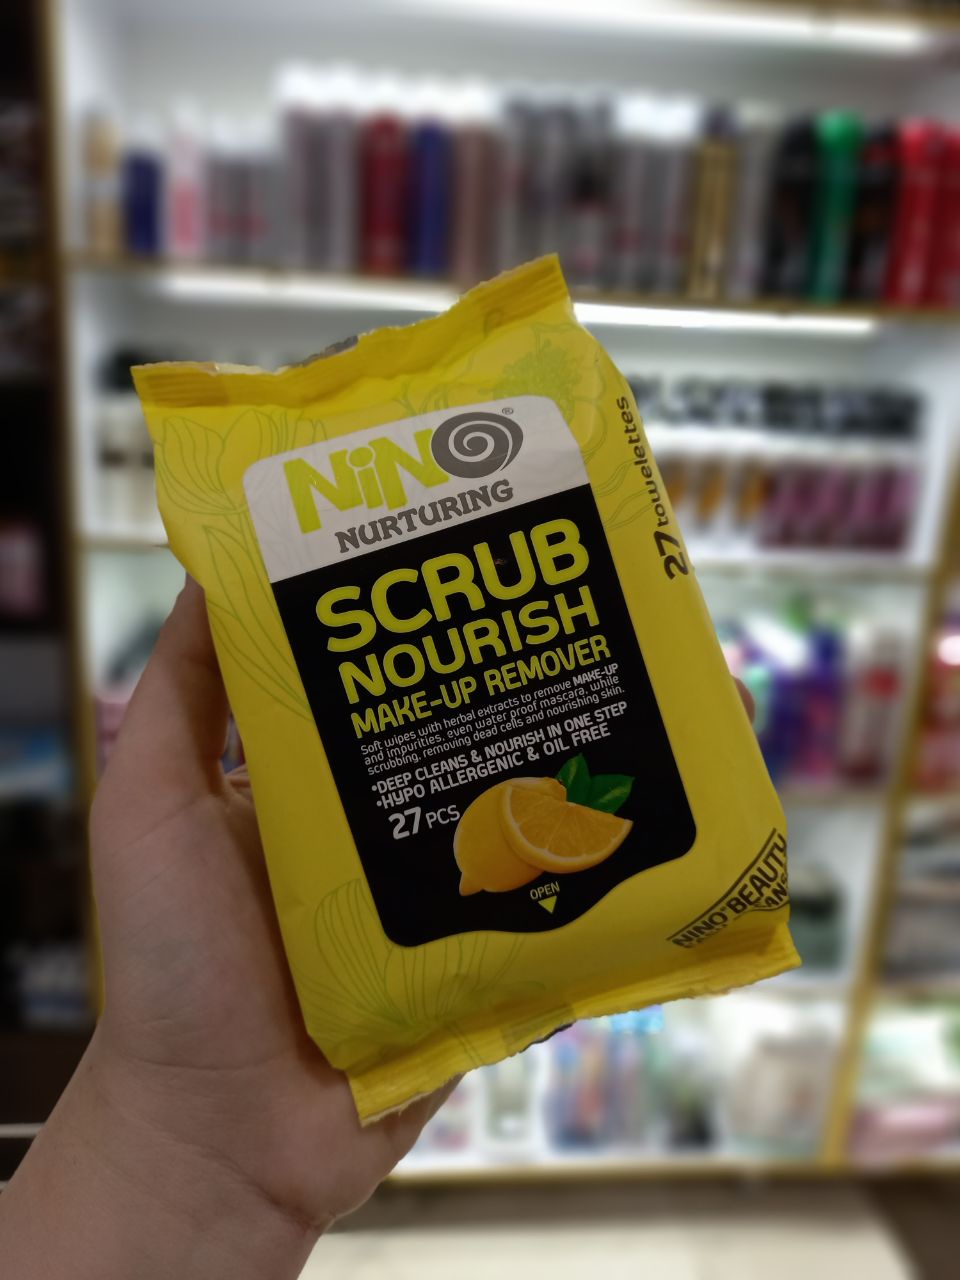 NiNO®
NURTURING
SCRUB
NOURISH
MAKE-UP REMOVER
Soft wipes with herbal extracts to remove MAKE-UP
and impurities, even water proof mascara, while
scrubbing, removing dead cells and nourishing skin.
•DEEP CLEANS & NOURISH IN ONE STEP
•HYPO ALLERGENIC & OIL FREE
27 PCS
OPEN
27 towelettes
NINO® BEAUTY